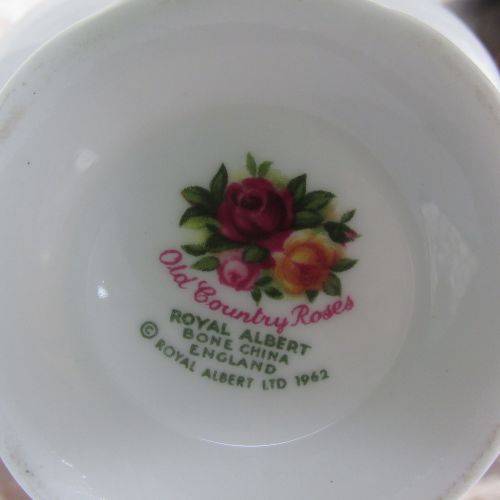 Old Country Roses
ROYAL ALBERT
BONE CHINA
ENGLAND
© ROYAL ALBERT LTD 1962